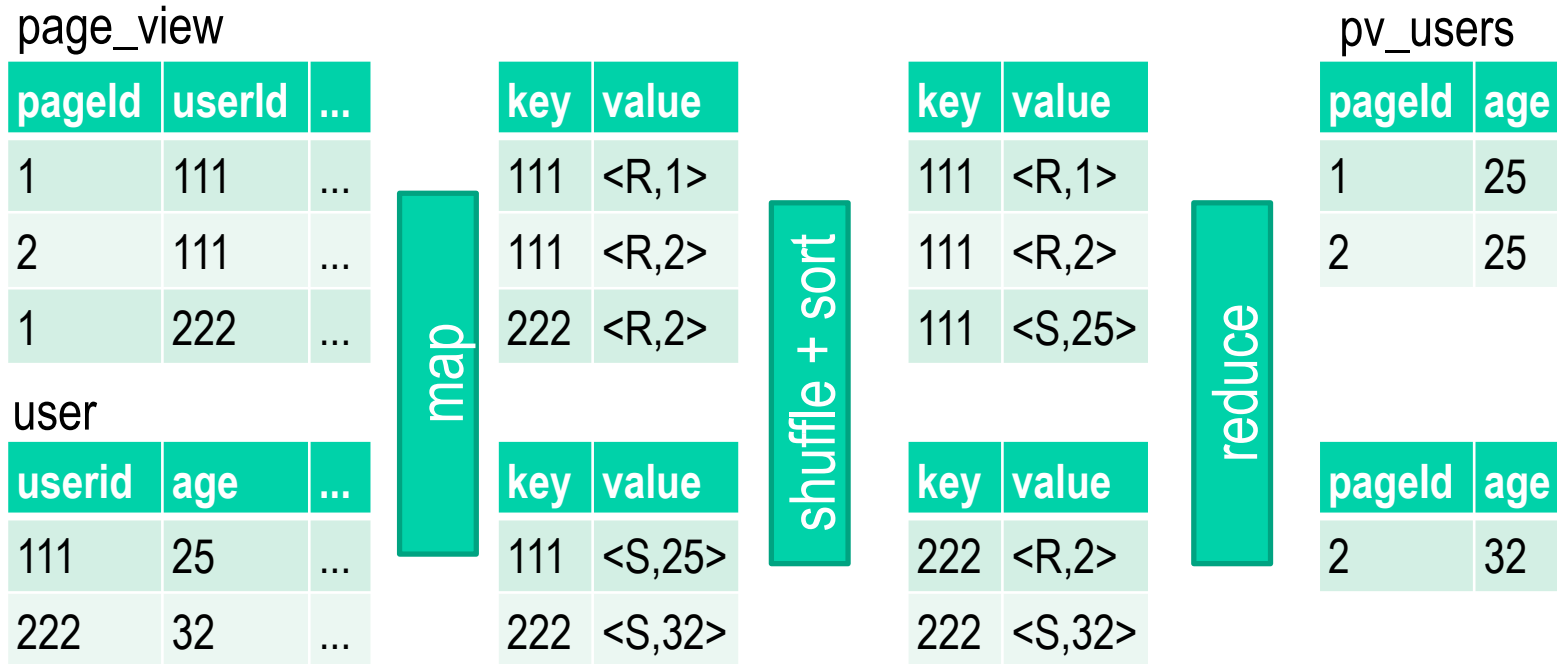 page_view
pageId userId ...
1 111 ...
2 111 ...
1 222 ...
user
userid age ...
111 25 ...
222 32 ...
map
key value
111 <R,1>
111 <R,2>
222 <R,2>
key value
111 <S,25>
222 <S,32>
shuffle + sort
key value
111 <R,1>
111 <R,2>
111 <S,25>
key value
222 <R,2>
222 <S,32>
reduce
pv_users
pageId age
1 25
2 25
pageId age
2 32